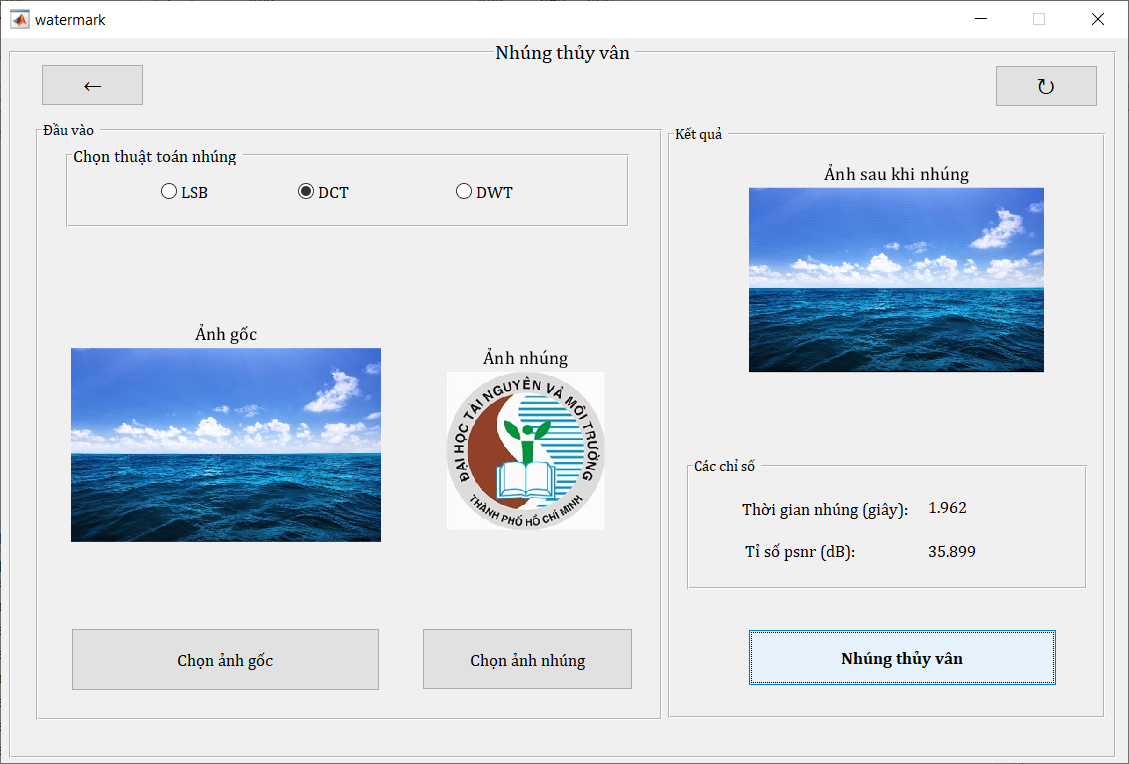 watermark
Nhúng thủy vân
←
↻
Đầu vào
Chọn thuật toán nhúng
LSB
DCT
DWT
Ảnh gốc
Ảnh nhúng
ĐẠI HỌC TÀI NGUYÊN VÀ MÔI TRƯỜNG
THÀNH PHỐ HỒ CHÍ MINH
Chọn ảnh gốc
Chọn ảnh nhúng
Kết quả
Ảnh sau khi nhúng
Các chỉ số
Thời gian nhúng (giây): 1.962
Tỉ số psnr (dB): 35.899
Nhúng thủy vân